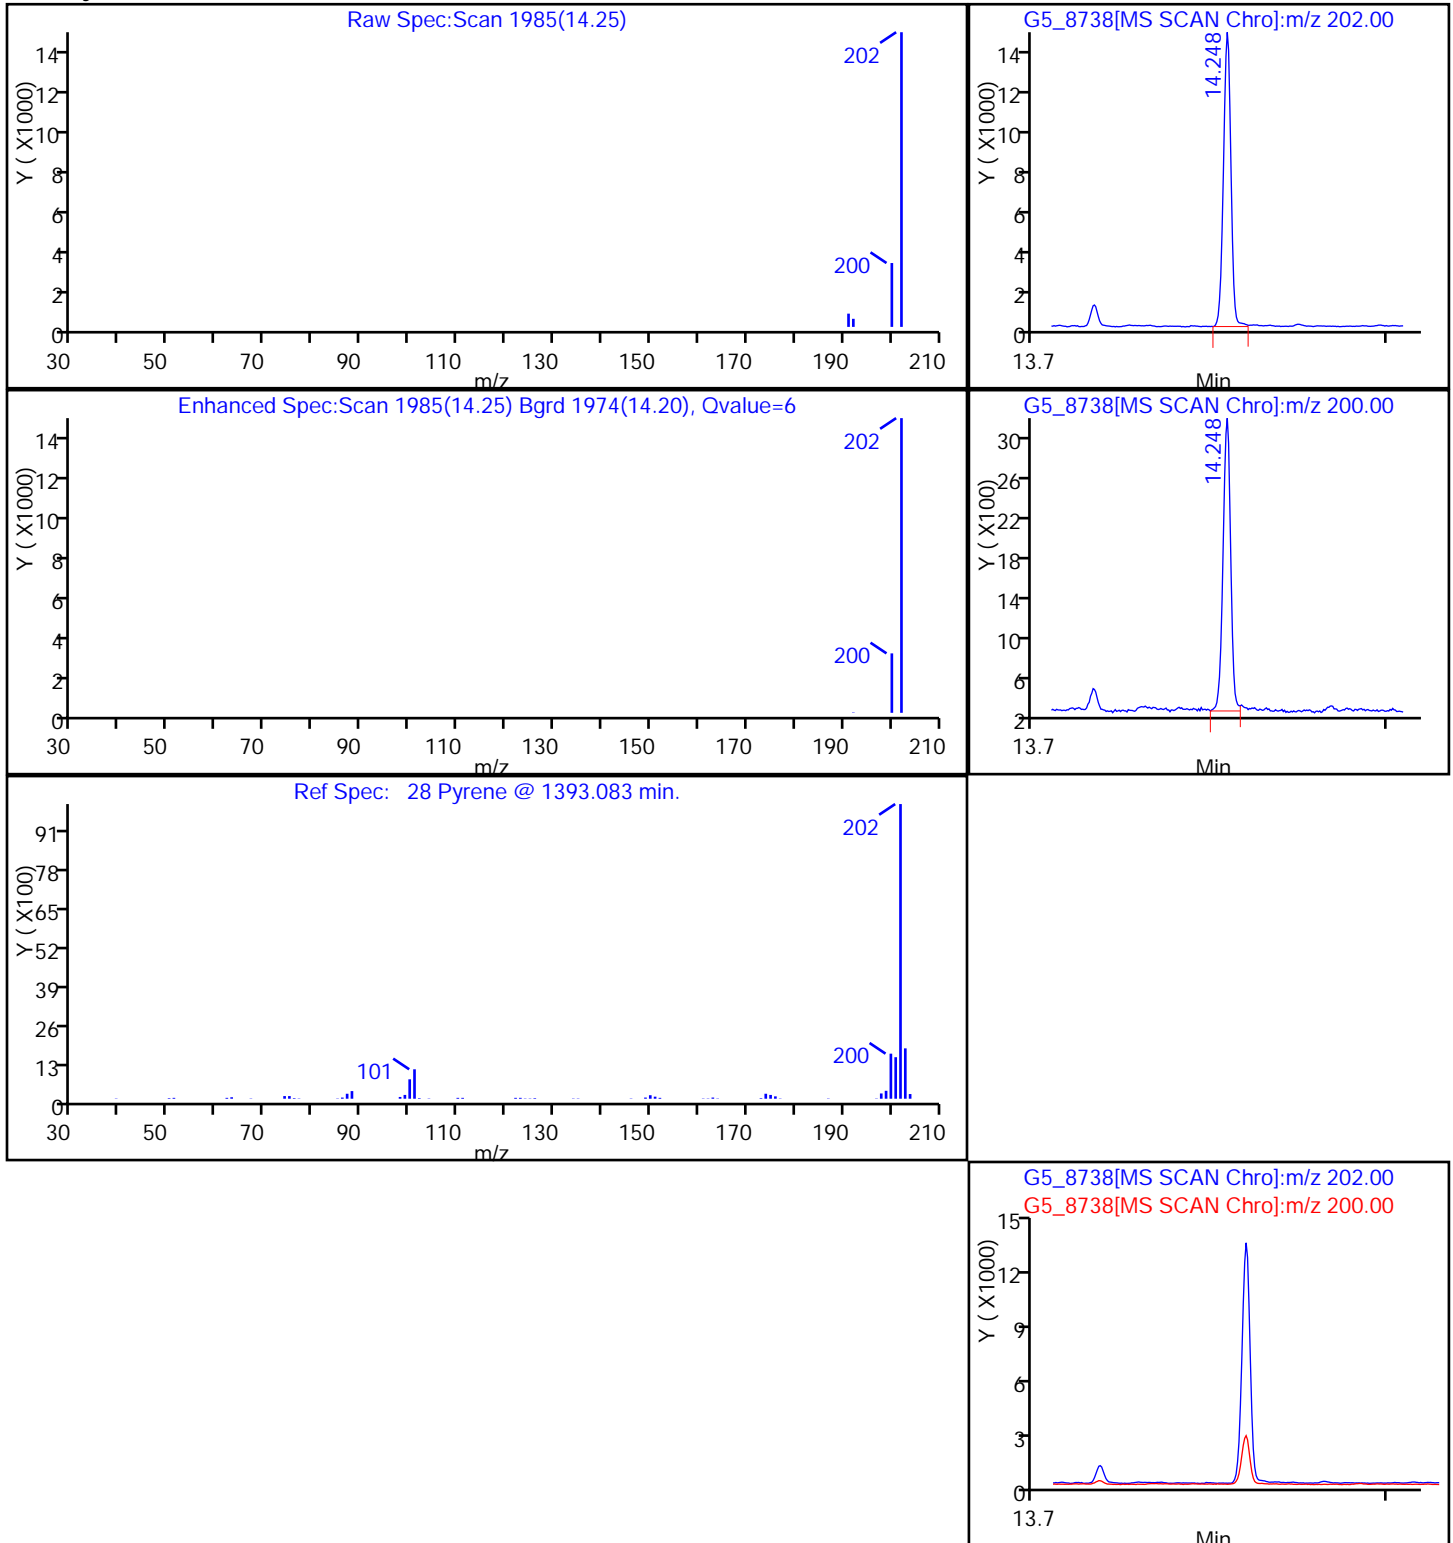 Raw Spec:Scan 1985(14.25)
Y ( X1000)
14
12
10
8
6
4
2
0
202
200
30 50 70 90 110 130 150 170 190 210
m/z
G5_8738[MS SCAN Chro]:m/z 202.00
Y ( X1000)
14
12
10
8
6
4
2
0
14.248
13.7
Min
Enhanced Spec:Scan 1985(14.25) Bgrd 1974(14.20), Qvalue=6
Y ( X1000)
14
12
10
8
6
4
2
0
202
200
30 50 70 90 110 130 150 170 190 210
m/z
G5_8738[MS SCAN Chro]:m/z 200.00
Y ( X100)
30
26
22
18
14
10
6
2
14.248
13.7
Min
Ref Spec: 28 Pyrene @ 1393.083 min.
Y ( X100)
91
78
65
52
39
26
13
0
202
101
200
30 50 70 90 110 130 150 170 190 210
m/z
G5_8738[MS SCAN Chro]:m/z 202.00
G5_8738[MS SCAN Chro]:m/z 200.00
Y ( X1000)
15
12
9
6
3
0
13.7
Min